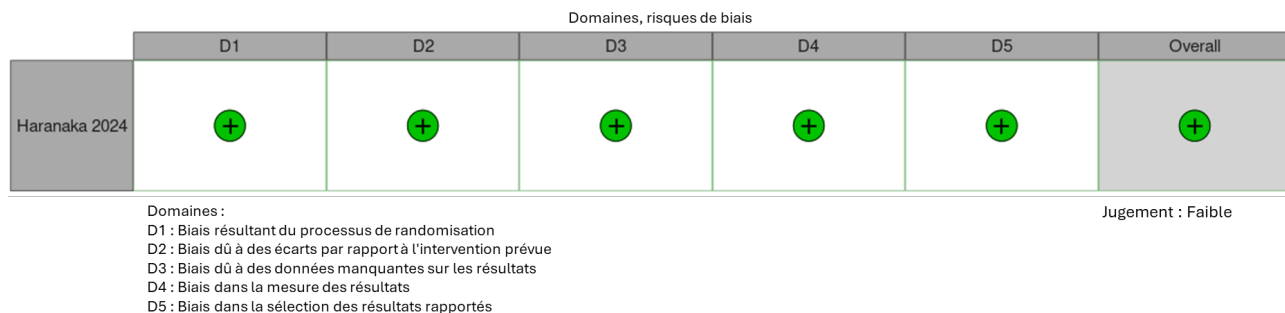 Domaines, risques de biais
D1 D2 D3 D4 D5 Overall
Haranaka 2024 + + + + + +
Domaines :
Jugement : Faible
D1 : Biais résultant du processus de randomisation
D2 : Biais dû à des écarts par rapport à l'intervention prévue
D3 : Biais dû à des données manquantes sur les résultats
D4 : Biais dans la mesure des résultats
D5 : Biais dans la sélection des résultats rapportés